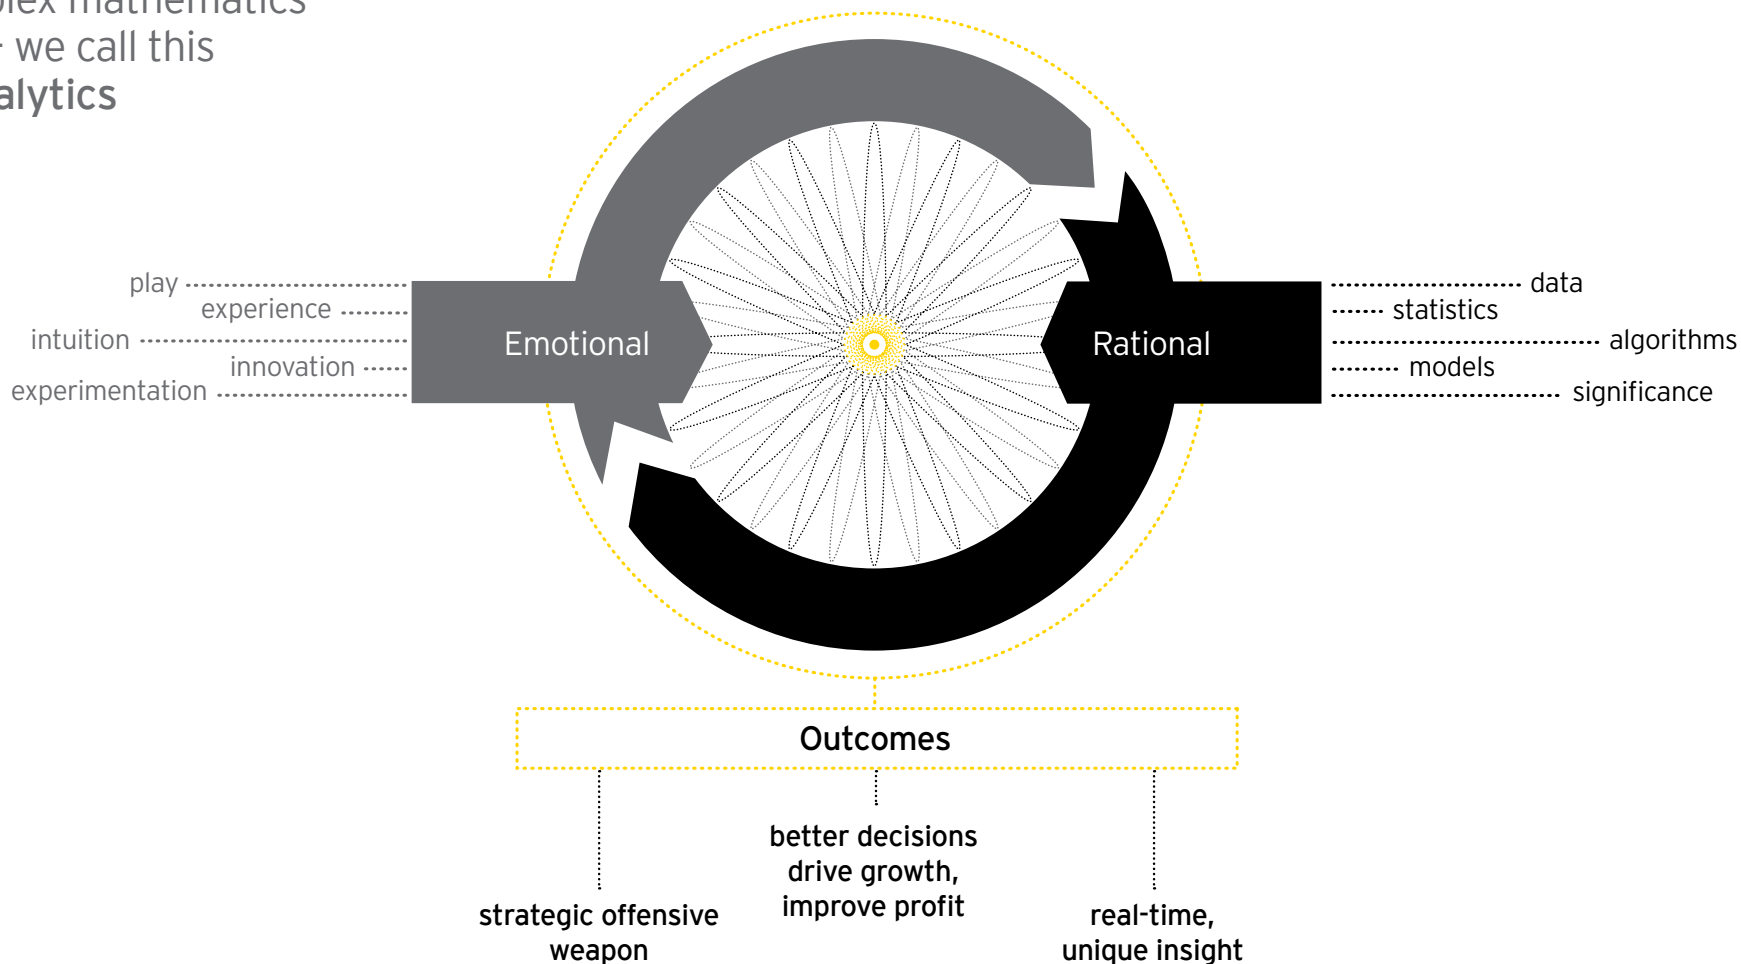 we call this
play
experience
intuition
innovation
experimentation
Emotional
Rational
data
statistics
algorithms
models
significance
Outcomes
better decisions
drive growth,
improve profit
strategic offensive
weapon
real-time,
unique insight